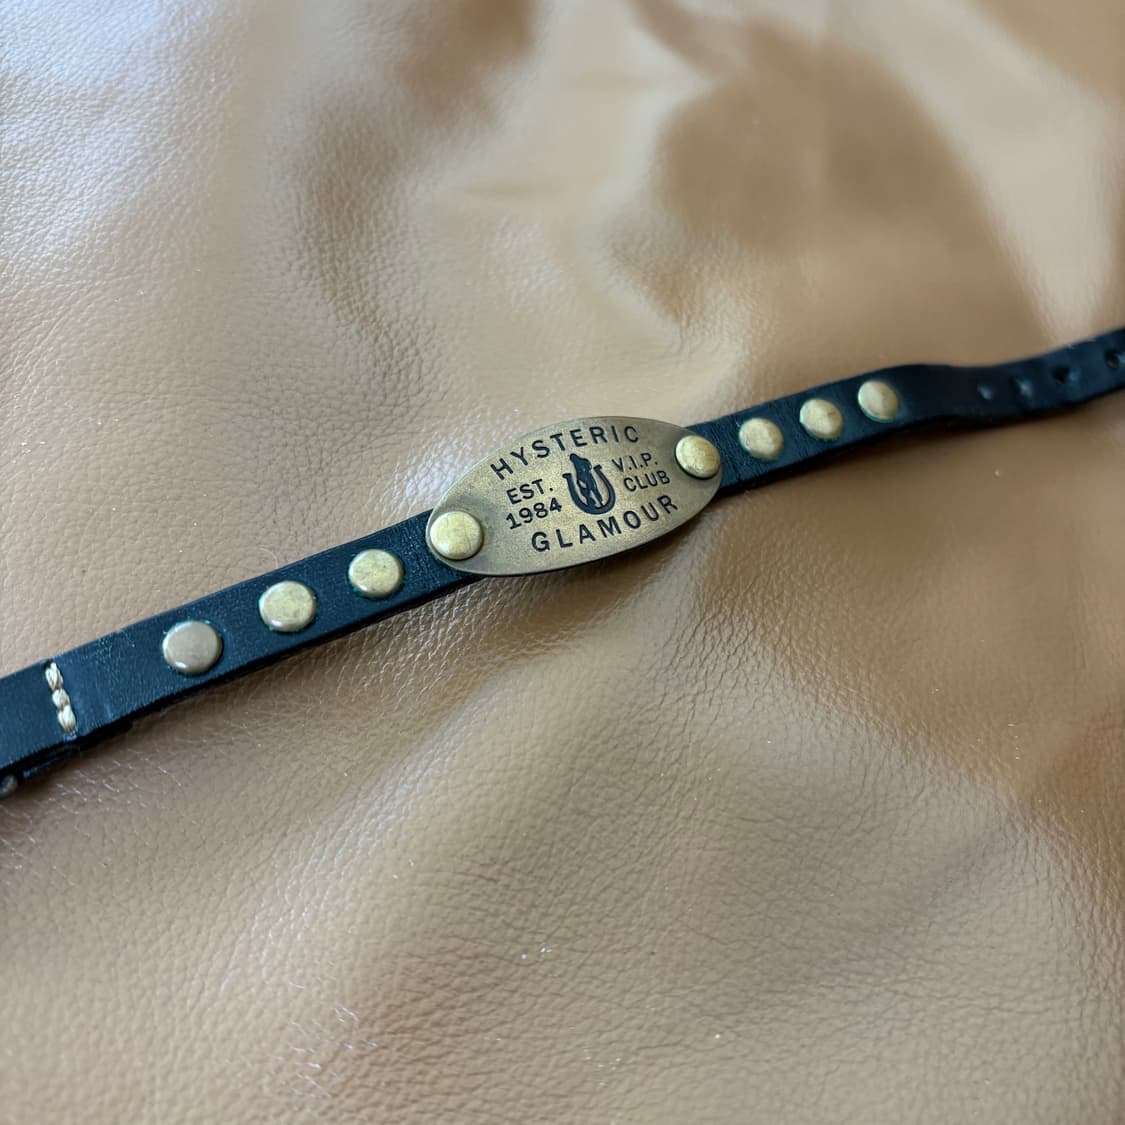 HYSTERIC
EST. V.I.P.
1984 CLUB
GLAMOUR